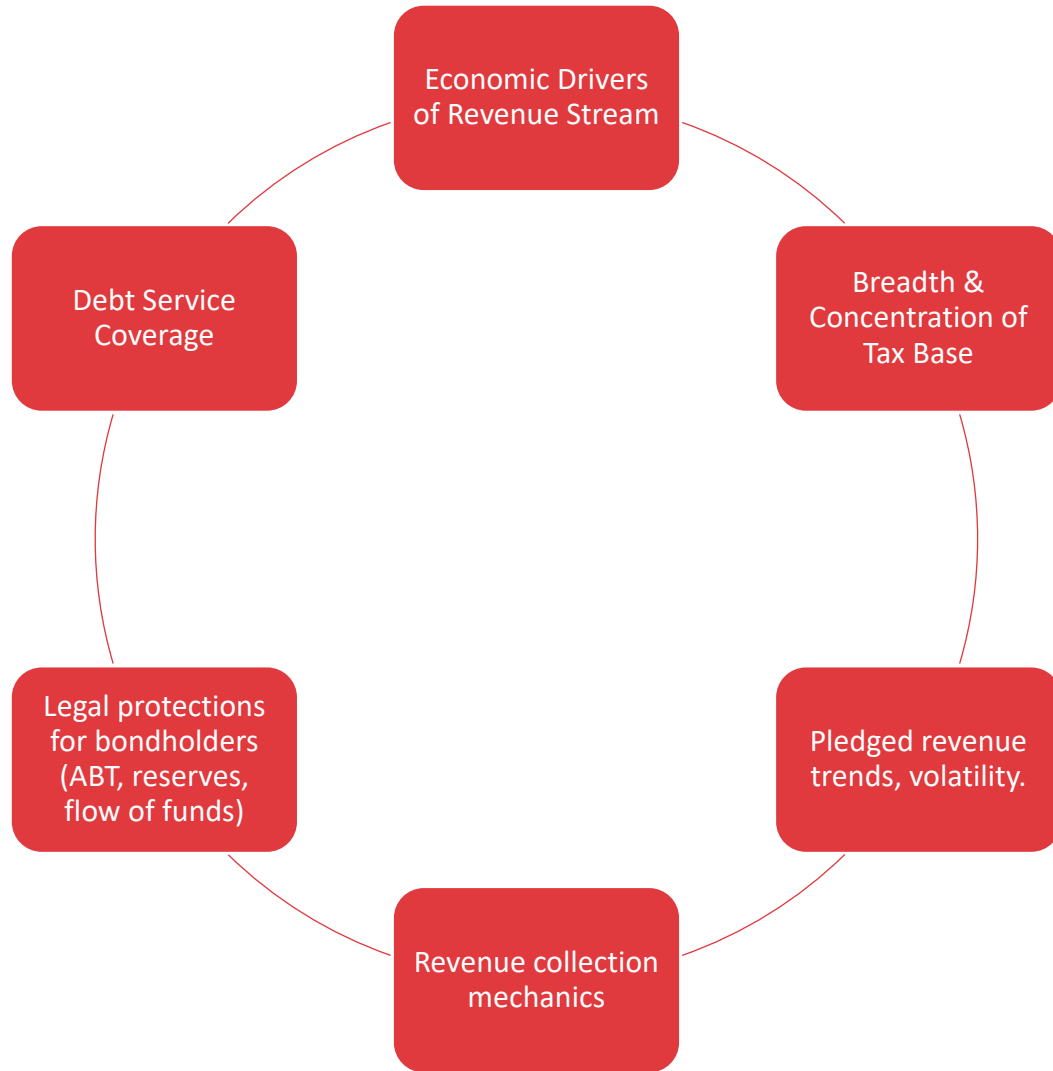 Economic Drivers
of Revenue Stream
Breadth &
Concentration of
Tax Base
Pledged revenue
trends, volatility.
Revenue collection
mechanics
Legal protections
for bondholders
(ABT, reserves,
flow of funds)
Debt Service
Coverage